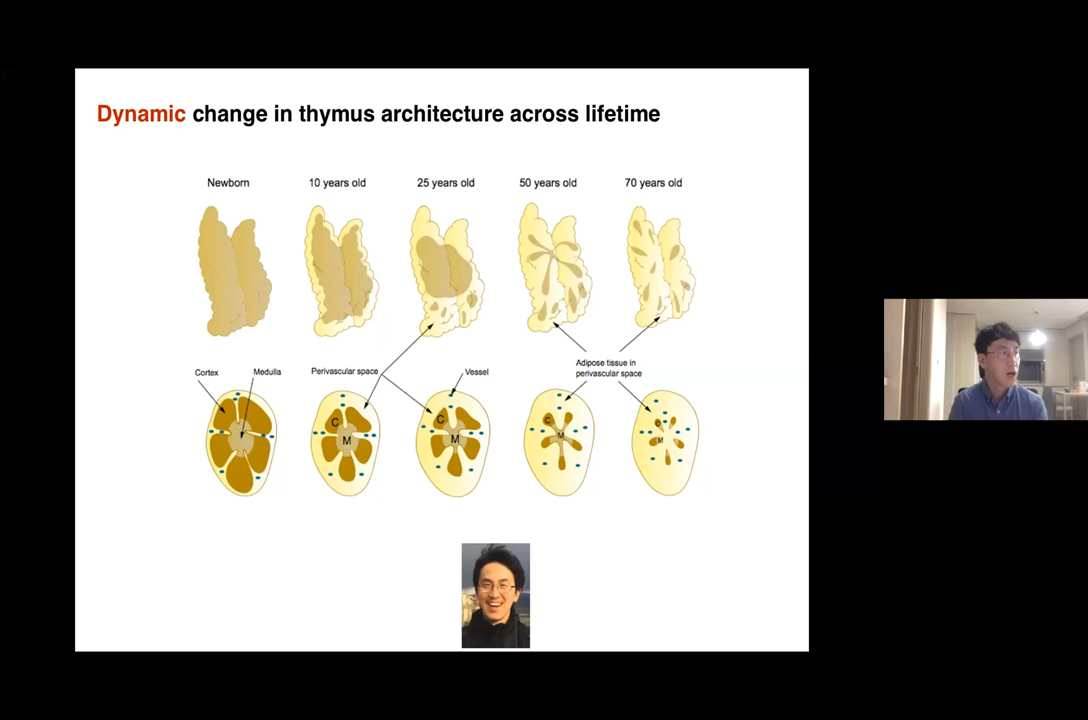 Dynamic change in thymus architecture across lifetime
Newborn
10 years old
25 years old
50 years old
70 years old
Cortex
Medulla
Perivascular space
Vessel
Adipose tissue in
perivascular space
C
M
C
M
C
M
C
M